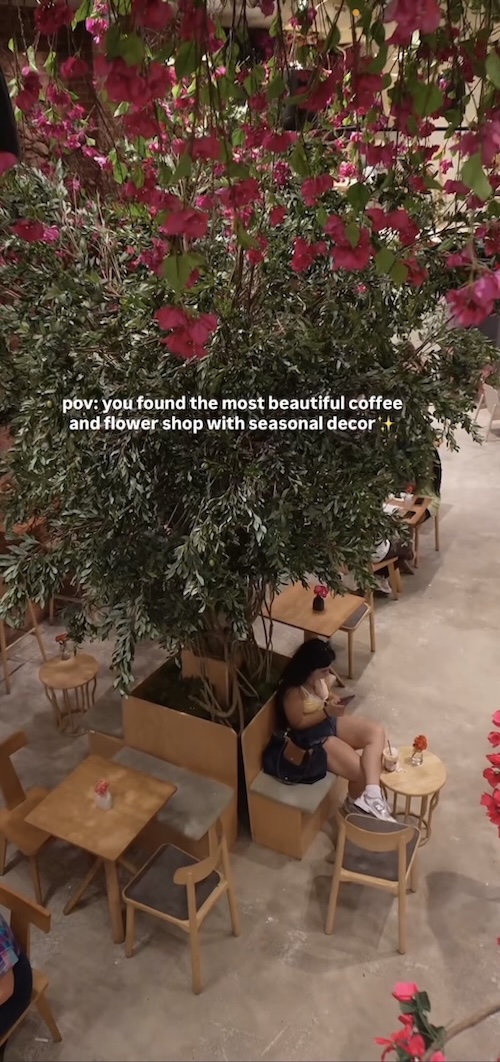 pov: you found the most beautiful coffee
and flower shop with seasonal decor✨